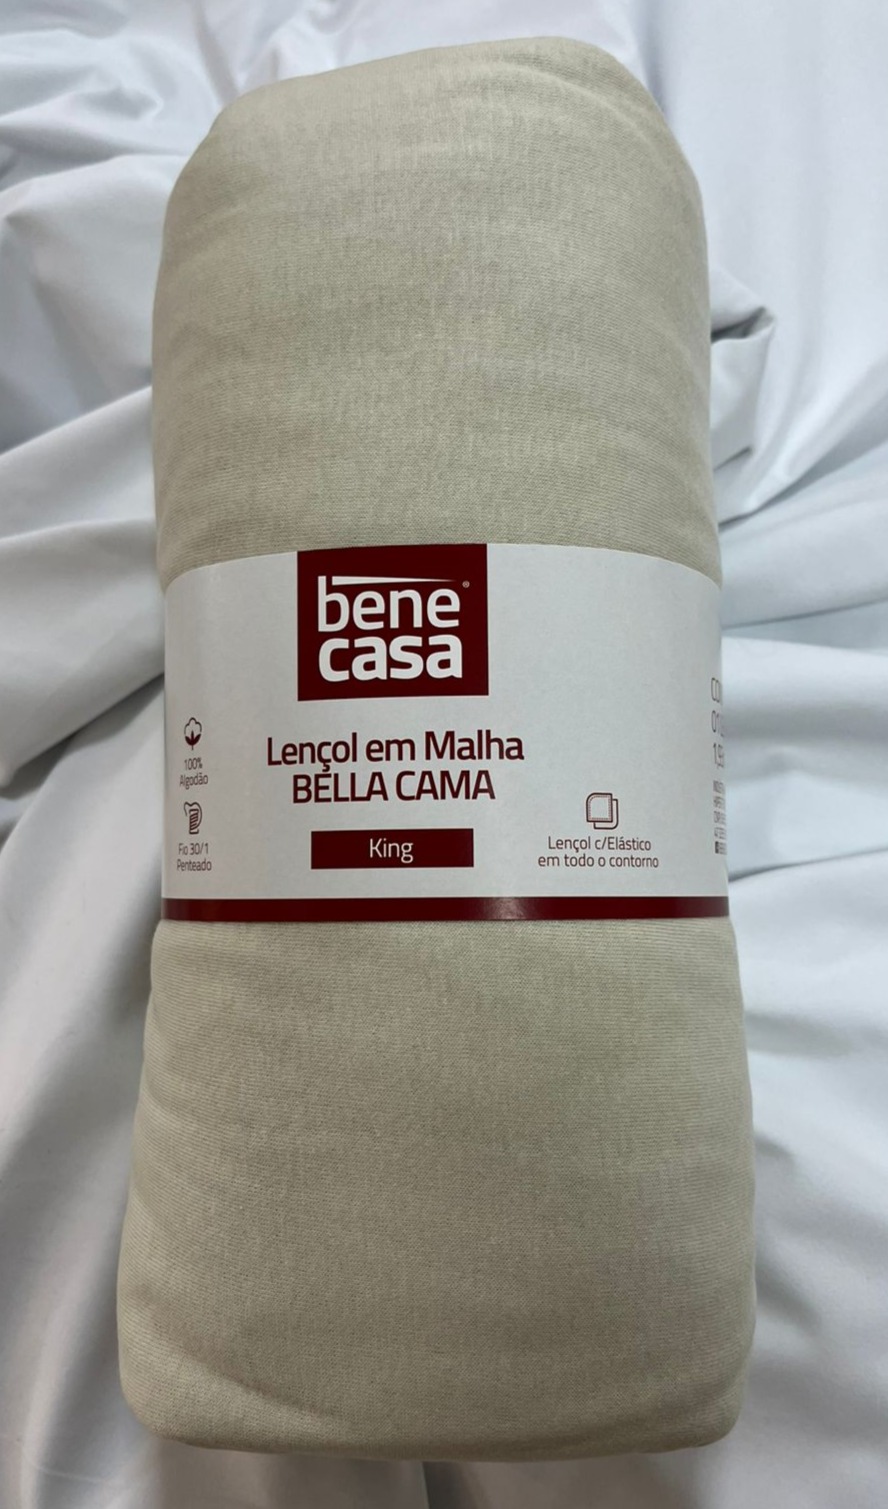 bene®
casa
Lençol em Malha
BELLA CAMA
King
100%
Algodão
Fio 30/1
Penteado
Lençol c/Elástico
em todo o contorno